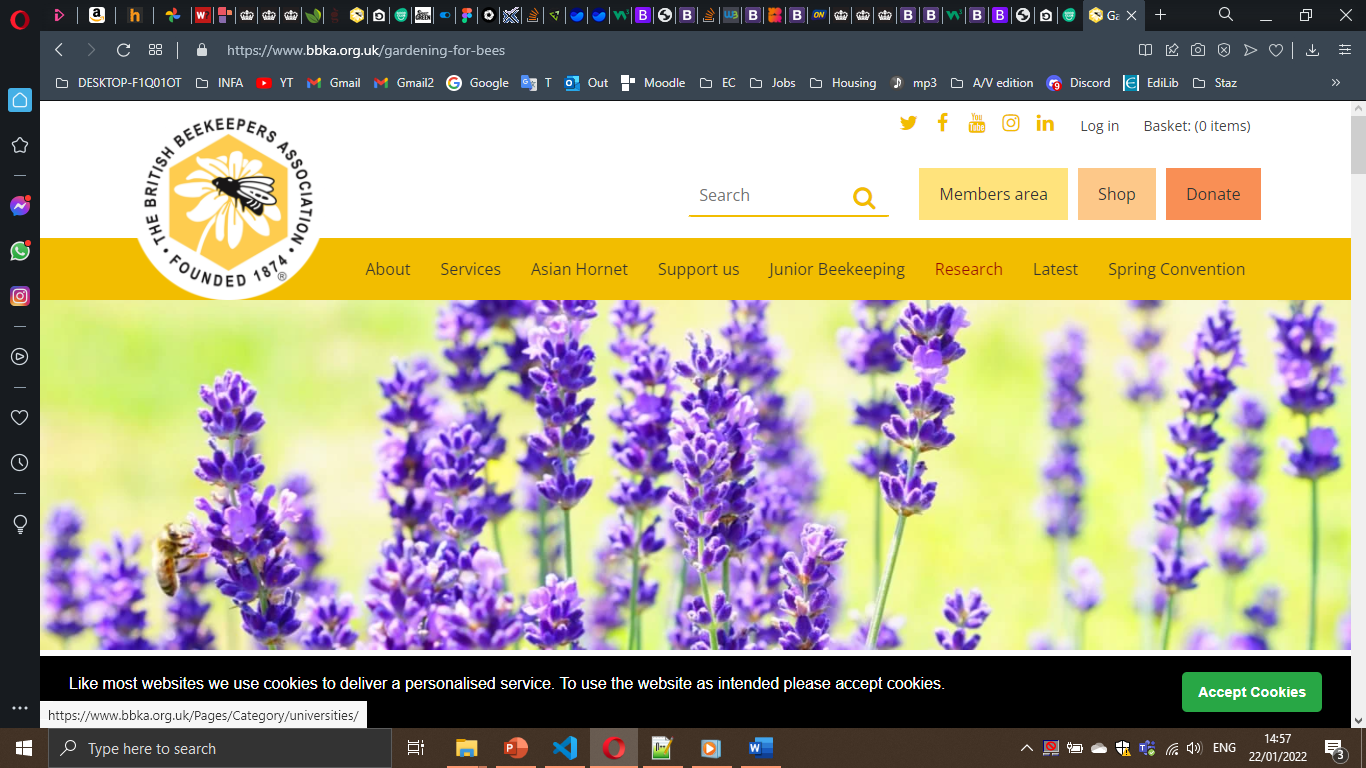 Ga
https://www.bbka.org.uk/gardening-for-bees
DESKTOP-F1Q01OT INFA YT Gmail Gmail2 Google T Out Moodle EC Jobs Housing mp3 A/V edition Discord EdiLib Staz »
THE BRITISH BEEKEEPERS ASSOCIATION
• FOUNDED 1874 •
®
You Tube Log in Basket: (0 items)
Search Members area Shop Donate
About Services Asian Hornet Support us Junior Beekeeping Research Latest Spring Convention
Like most websites we use cookies to deliver a personalised service. To use the website as intended please accept cookies.
Accept Cookies
https://www.bbka.org.uk/Pages/Category/universities/
Type here to search
ENG
14:57
22/01/2022
3